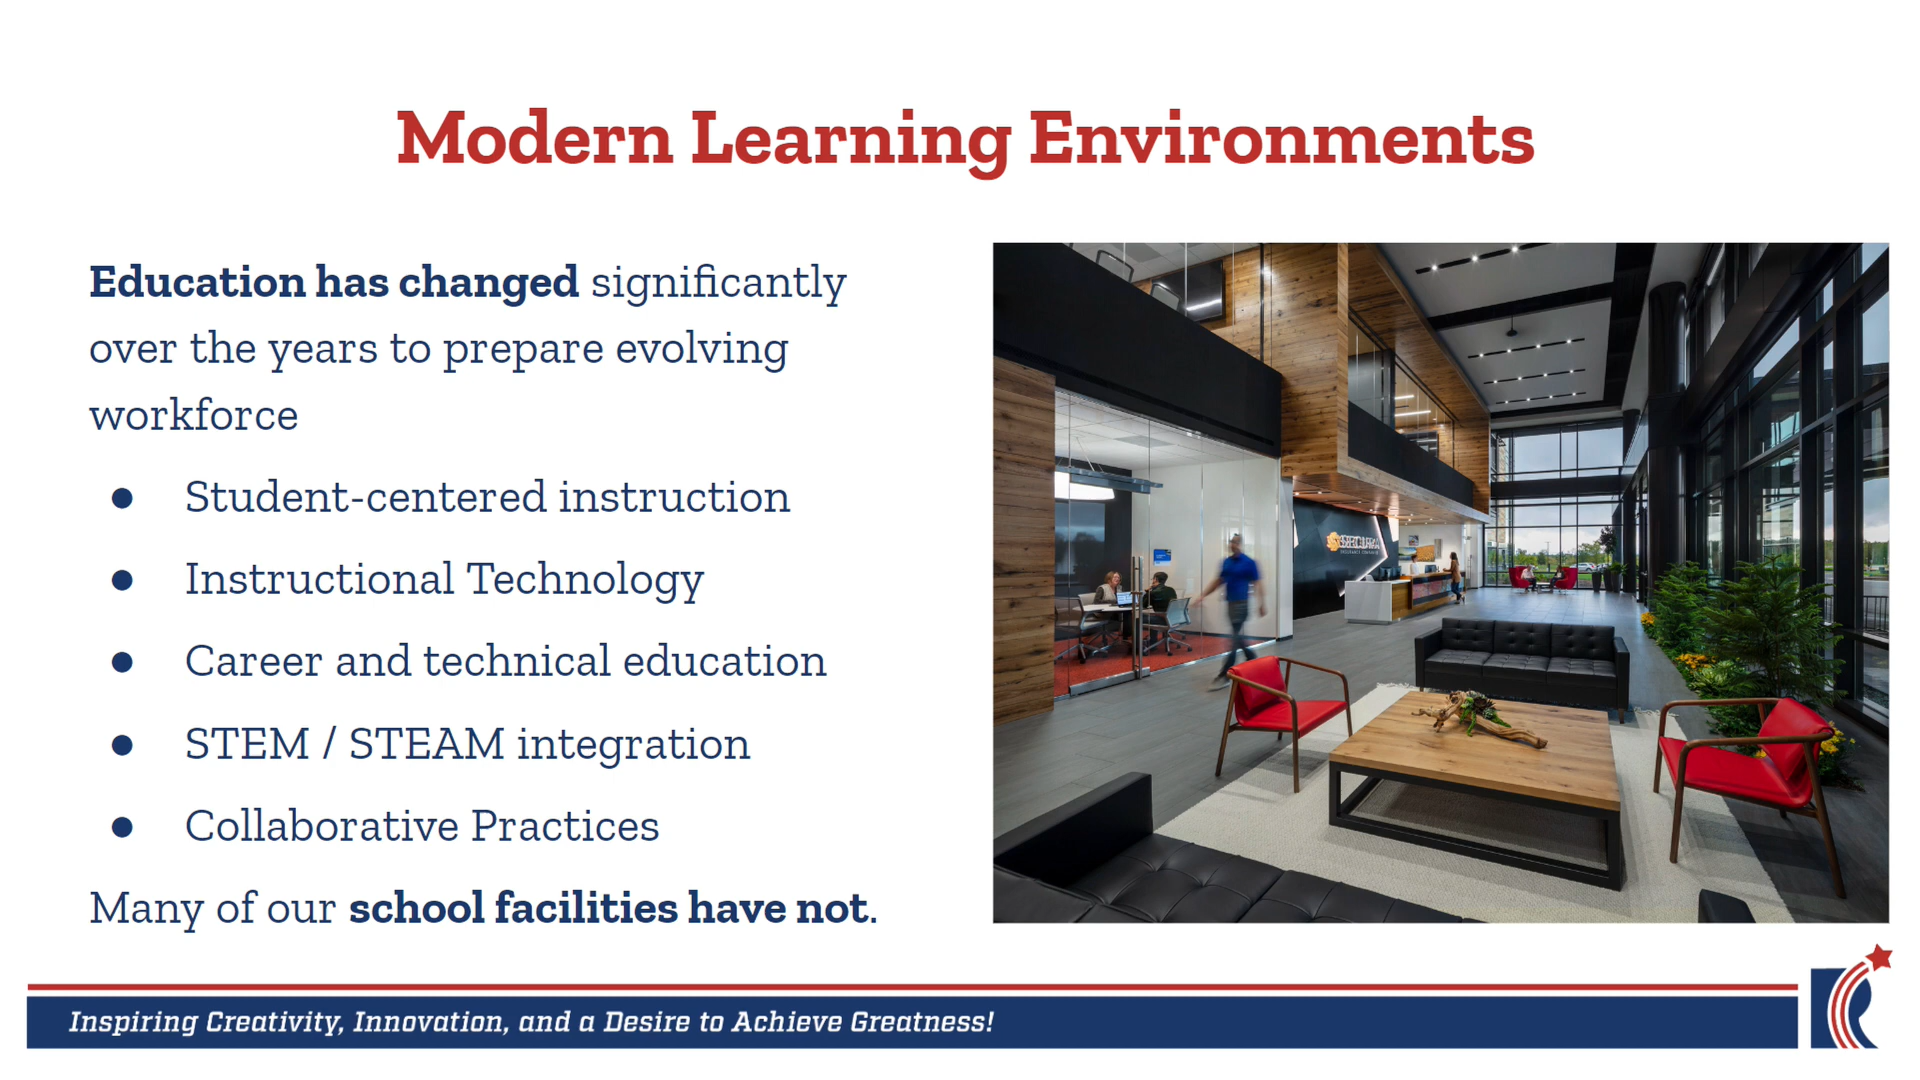 Modern Learning Environments
Education has changed significantly
over the years to prepare evolving
workforce
● Student-centered instruction
● Instructional Technology
● Career and technical education
● STEM / STEAM integration
● Collaborative Practices
Many of our school facilities have not.
Inspiring Creativity, Innovation, and a Desire to Achieve Greatness!